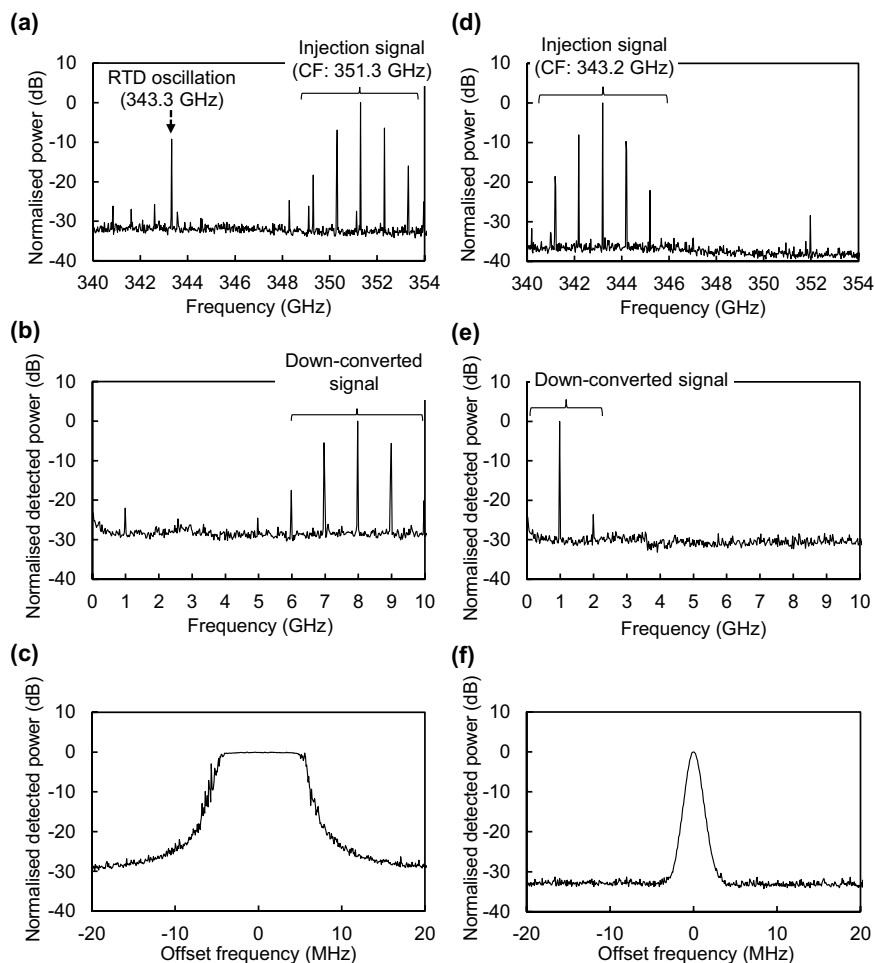 (a)
Normalised power (dB)
10
0
-10
-20
-30
-40
RTD oscillation
(343.3 GHz)
Injection signal
(CF: 351.3 GHz)
340 342 344 346 348 350 352 354
Frequency (GHz)
(d)
Normalised power (dB)
10
0
-10
-20
-30
-40
Injection signal
(CF: 343.2 GHz)
340 342 344 346 348 350 352 354
Frequency (GHz)
(b)
Normalised detected power (dB)
10
0
-10
-20
-30
-40
Down-converted
signal
0 1 2 3 4 5 6 7 8 9 10
Frequency (GHz)
(e)
Normalised detected power (dB)
10
0
-10
-20
-30
-40
Down-converted signal
0 1 2 3 4 5 6 7 8 9 10
Frequency (GHz)
(c)
Normalised detected power (dB)
10
0
-10
-20
-30
-40
-20 -10 0 10 20
Offset frequency (MHz)
(f)
Normalised detected power (dB)
10
0
-10
-20
-30
-40
-20 -10 0 10 20
Offset frequency (MHz)